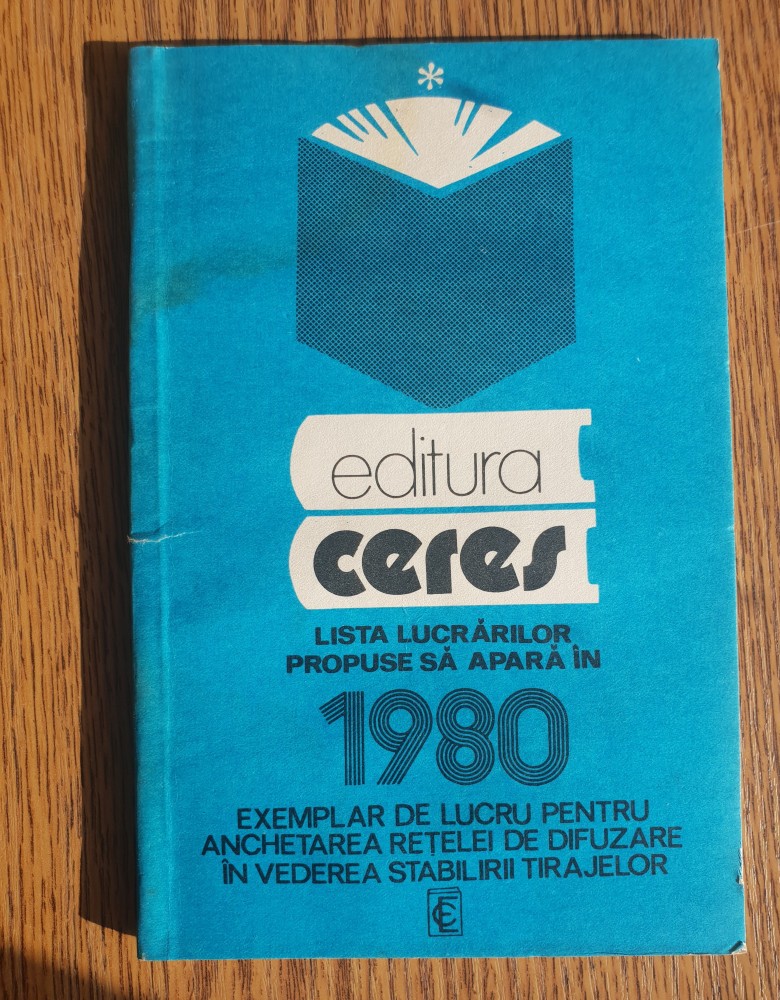 *
editura
ceres
LISTA LUCRĂRILOR
PROPUSE SĂ APARĂ ÎN
1980
EXEMPLAR DE LUCRU PENTRU
ANCHETAREA REȚELEI DE DIFUZARE
ÎN VEDEREA STABILIRII TIRAJELOR
CE